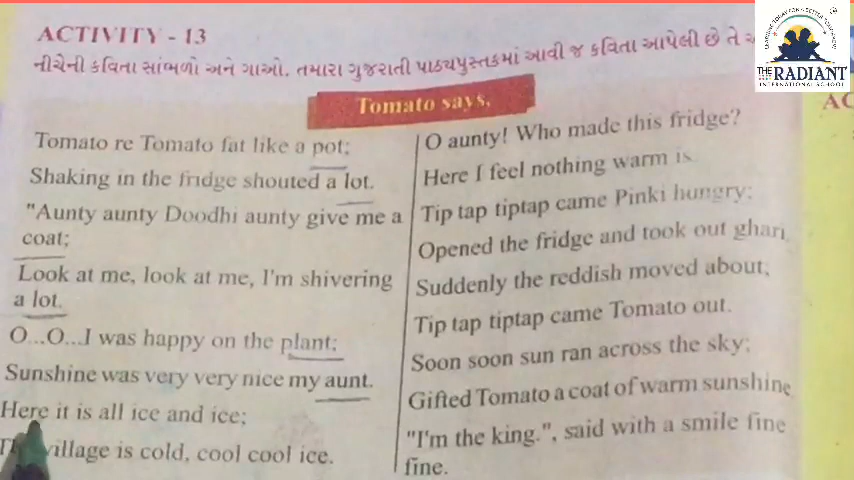 ACTIVITY - 13
નીચેની કવિતા સાંભળો અને ગાઓ. તમારા ગુજરાતી પાઠ્યપુસ્તકમાં આવી જ કવિતા આપેલી છે તે
Tomato says,
Tomato re Tomato fat like a pot;
Shaking in the fridge shouted a lot.
"Aunty aunty Doodhi aunty give me a
coat;
Look at me, look at me, I'm shivering
a lot.
O...O...I was happy on the plant;
Sunshine was very very nice my aunt.
Here it is all ice and ice;
village is cold, cool cool ice.
O aunty! Who made this fridge?
Here I feel nothing warm is
Tip tap tiptap came Pinki hungry;
Opened the fridge and took out ghari
Suddenly the reddish moved about;
Tip tap tiptap came Tomato out.
Soon soon sun ran across the sky;
Gifted Tomato a coat of warm sunshine
"I'm the king.", said with a smile fine
fine.
THE RADIANT
INTERNATIONAL SCHOOL